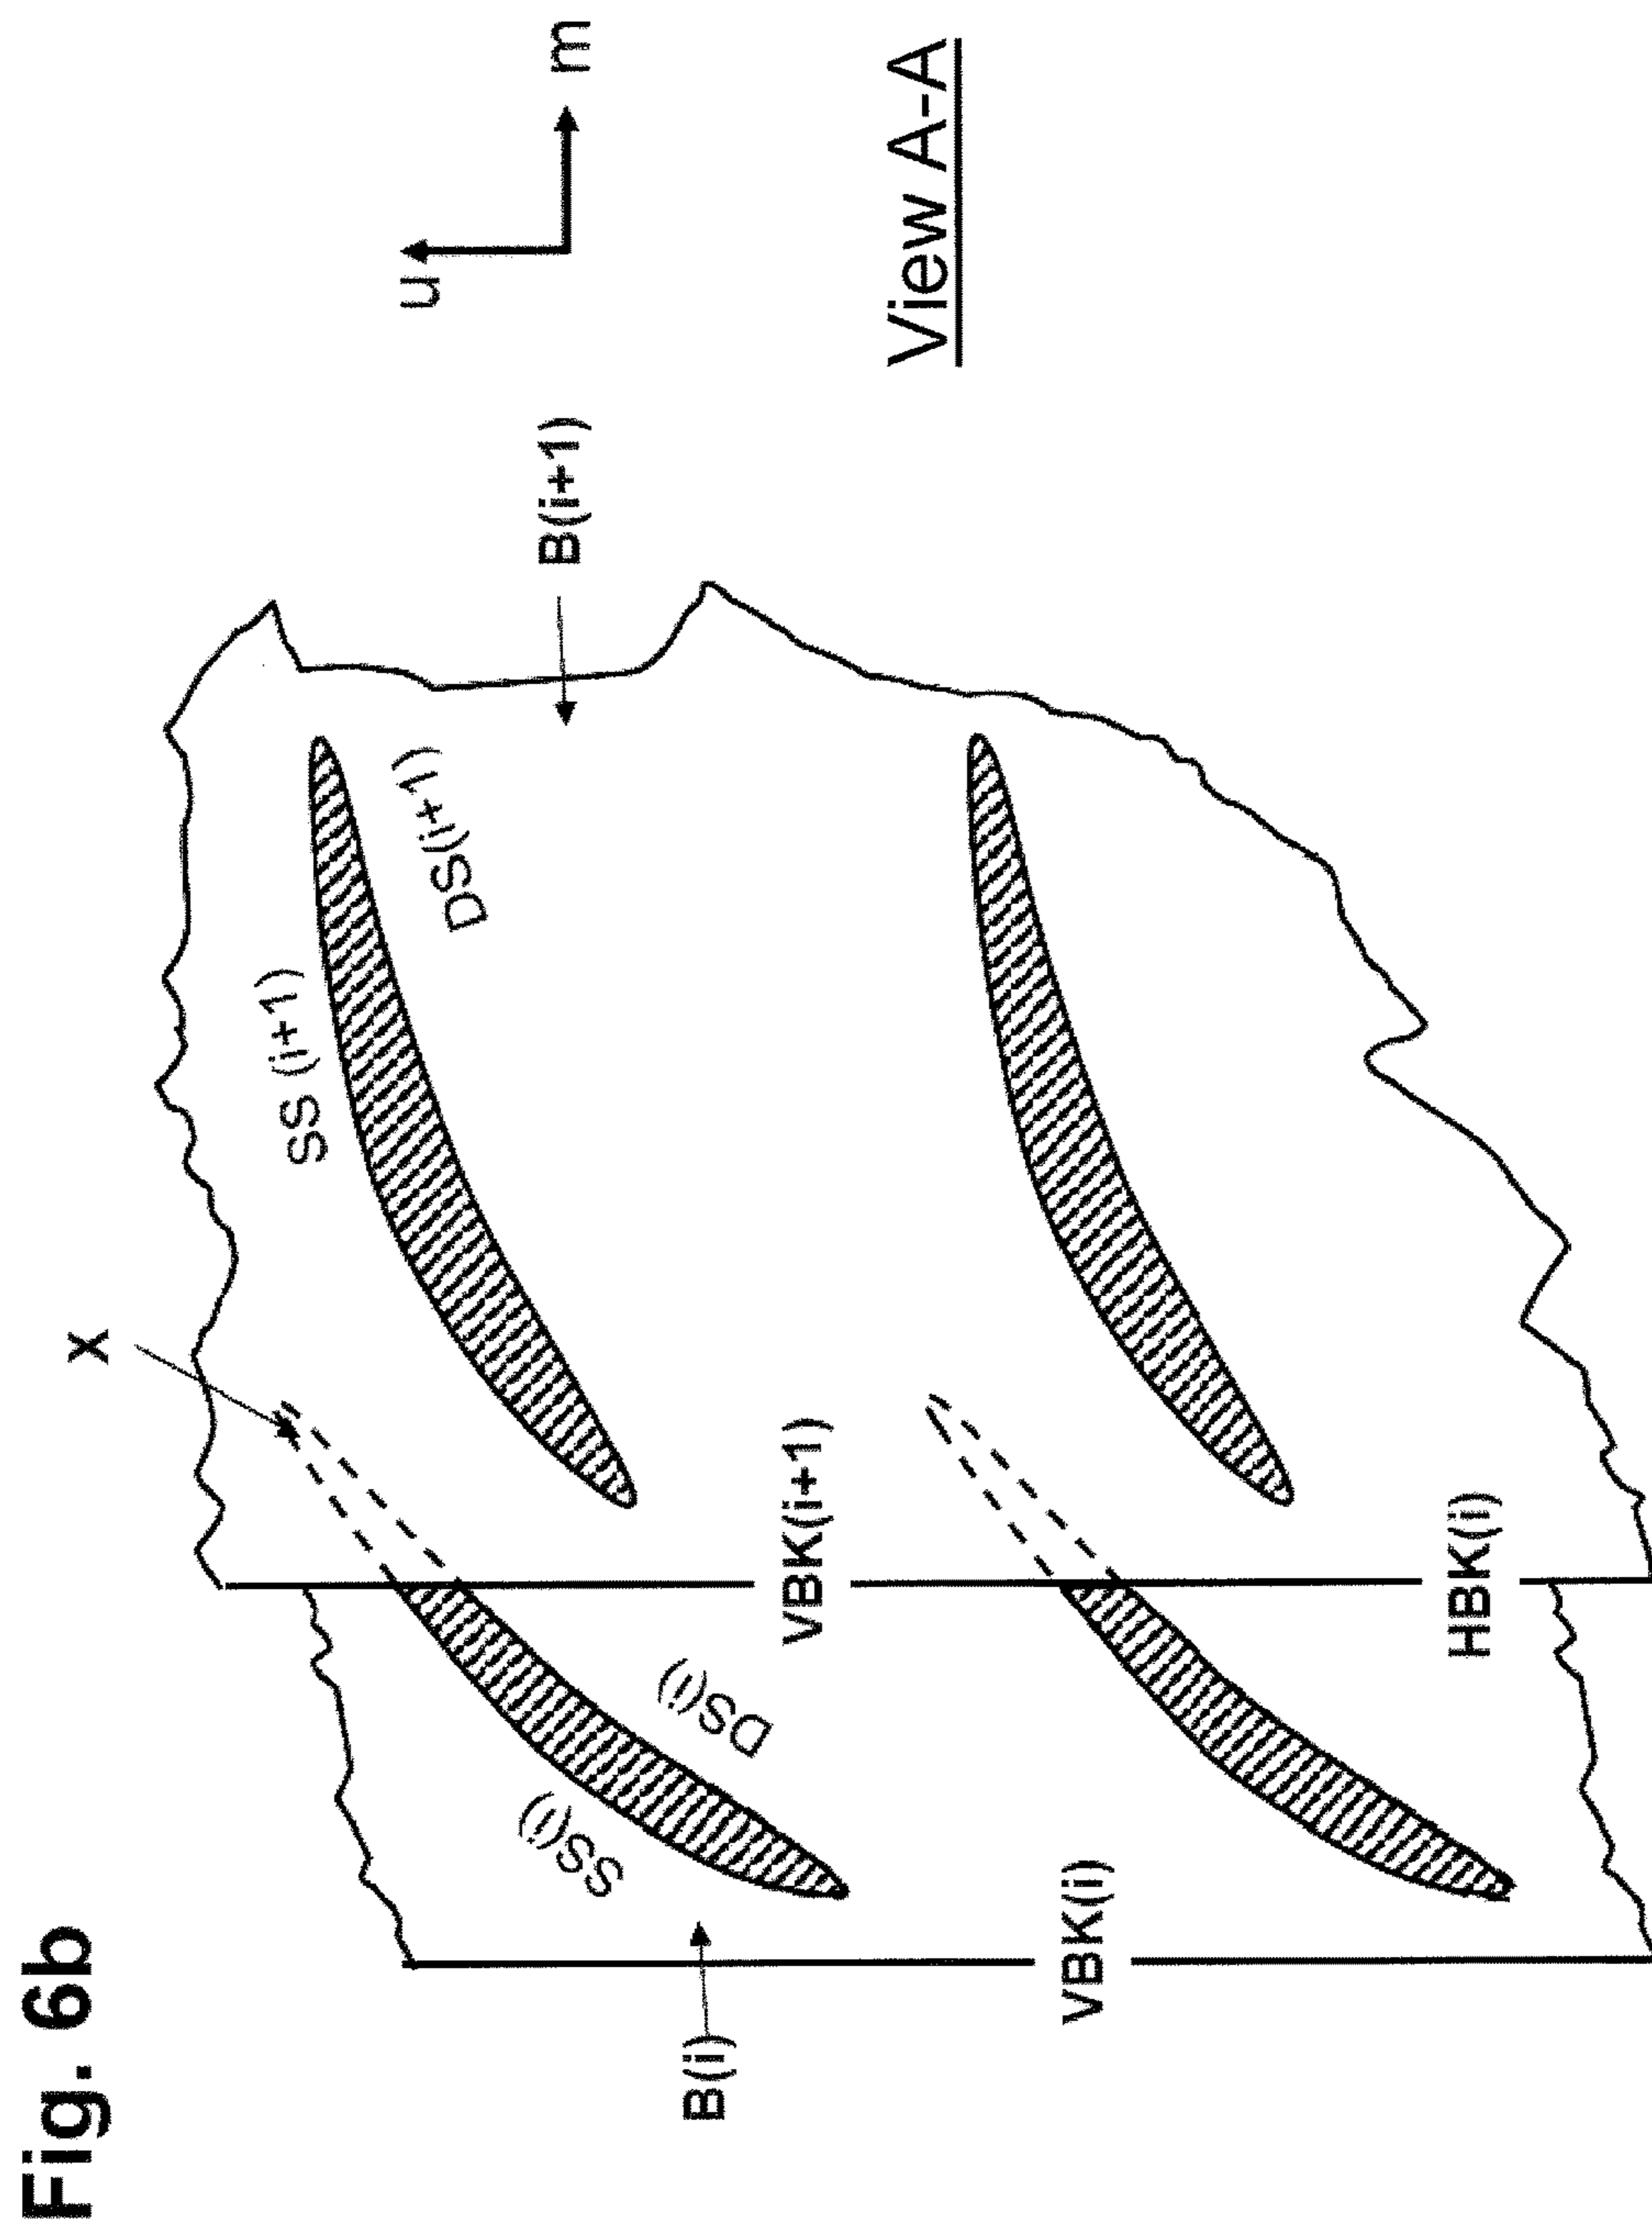 Fig. 6b
X
SS (i+1)
DS(i+1)
B(i+1)
u
m
View A-A
SS(i)
DS(i)
VBK(i+1)
B(i)
VBK(i)
HBK(i)